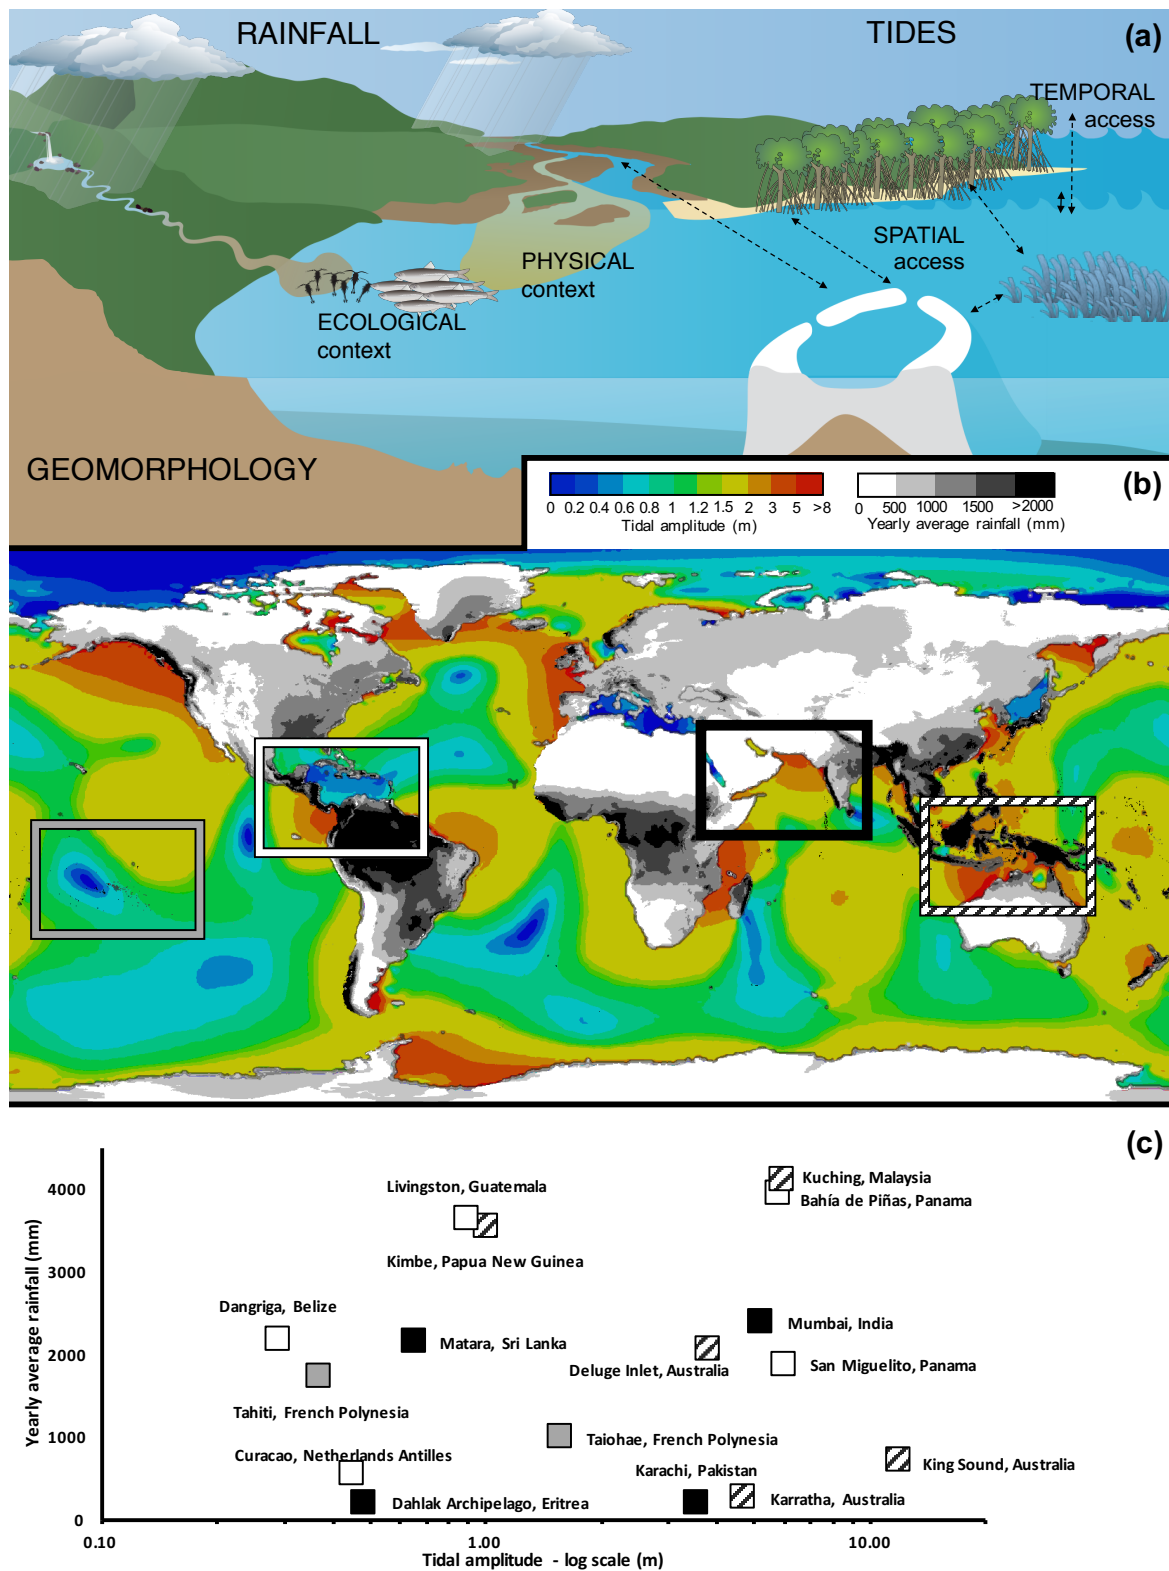 RAINFALL
TIDES
(a)
TEMPORAL
access
SPATIAL
access
PHYSICAL
context
ECOLOGICAL
context
GEOMORPHOLOGY
(b)
0 0.2 0.4 0.6 0.8 1 1.2 1.5 2 3 5 >8
Tidal amplitude (m)
0 500 1000 1500 >2000
Yearly average rainfall (mm)
(c)
Yearly average rainfall (mm)
4000
3000
2000
1000
0
Livingston, Guatemala
Kuching, Malaysia
Bahía de Piñas, Panama
Kimbe, Papua New Guinea
Dangriga, Belize
Matara, Sri Lanka
Mumbai, India
Deluge Inlet, Australia
San Miguelito, Panama
Tahiti, French Polynesia
Taiohae, French Polynesia
Curacao, Netherlands Antilles
Karachi, Pakistan
King Sound, Australia
Dahlak Archipelago, Eritrea
Karratha, Australia
0.10 1.00 10.00
Tidal amplitude - log scale (m)